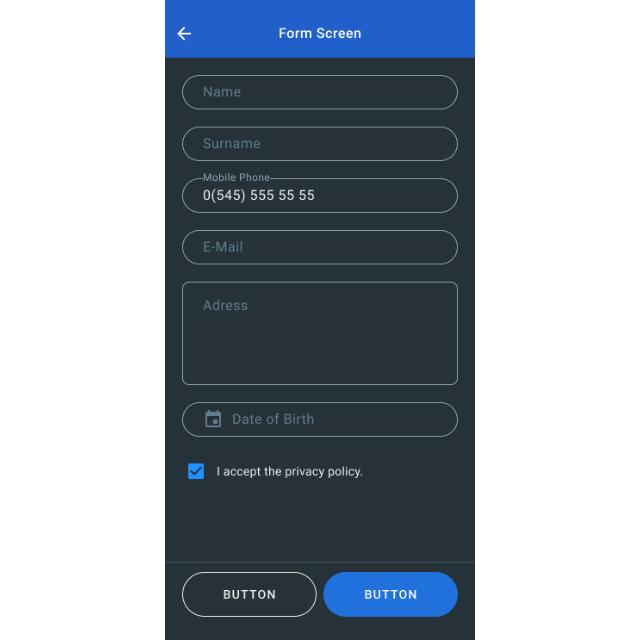 Form Screen
Name
Surname
Mobile Phone
0(545) 555 55 55
E-Mail
Adress
Date of Birth
I accept the privacy policy.
BUTTON
BUTTON